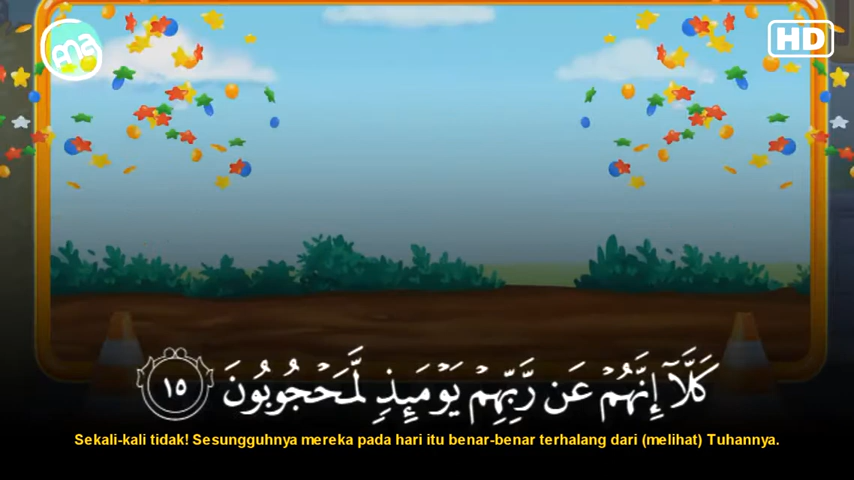 HD
كَلَّآ إِنَّهُمْ عَن رَّبِّهِمْ يَوْمَئِذٍ لَّمَحْجُوبُونَ ١٥
Sekali-kali tidak! Sesungguhnya mereka pada hari itu benar-benar terhalang dari (melihat) Tuhannya.